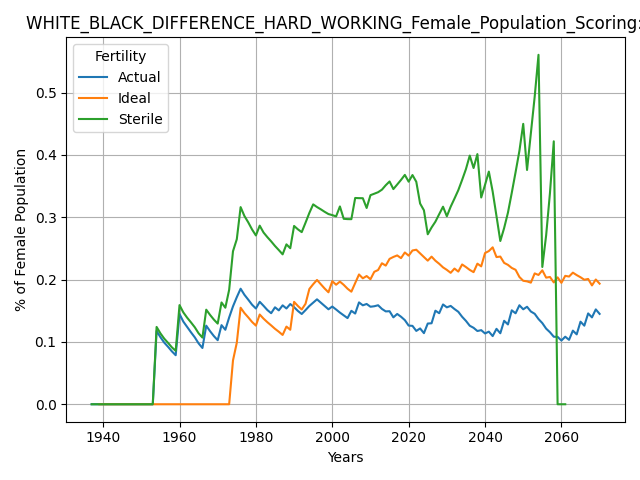 WHITE_BLACK_DIFFERENCE_HARD_WORKING_Female_Population_Scoring:
Fertility
Actual
Ideal
Sterile
% of Female Population
0.5
0.4
0.3
0.2
0.1
0.0
1940 1960 1980 2000 2020 2040 2060
Years